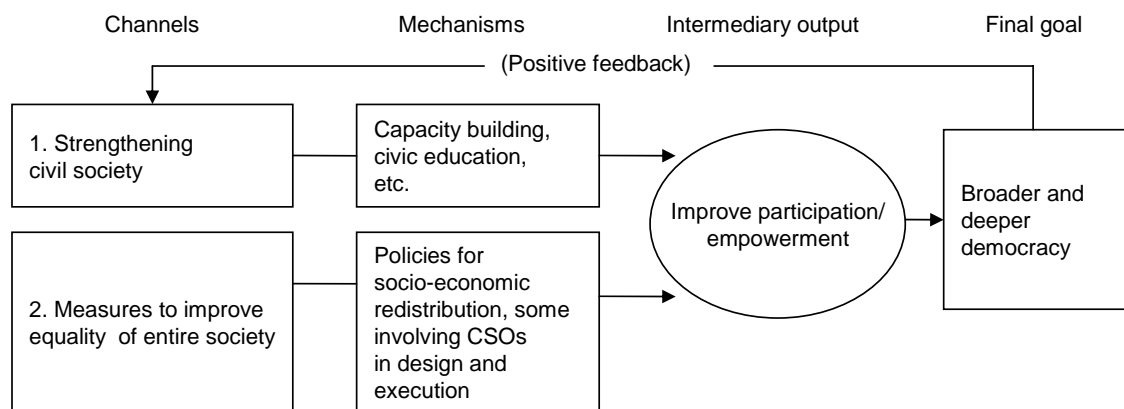 Channels
Mechanisms
Intermediary output
Final goal
(Positive feedback)
1. Strengthening
civil society
Capacity building,
civic education,
etc.
Improve participation/
empowerment
Broader and
deeper
democracy
2. Measures to improve
equality of entire society
Policies for
socio-economic
redistribution, some
involving CSOs
in design and
execution